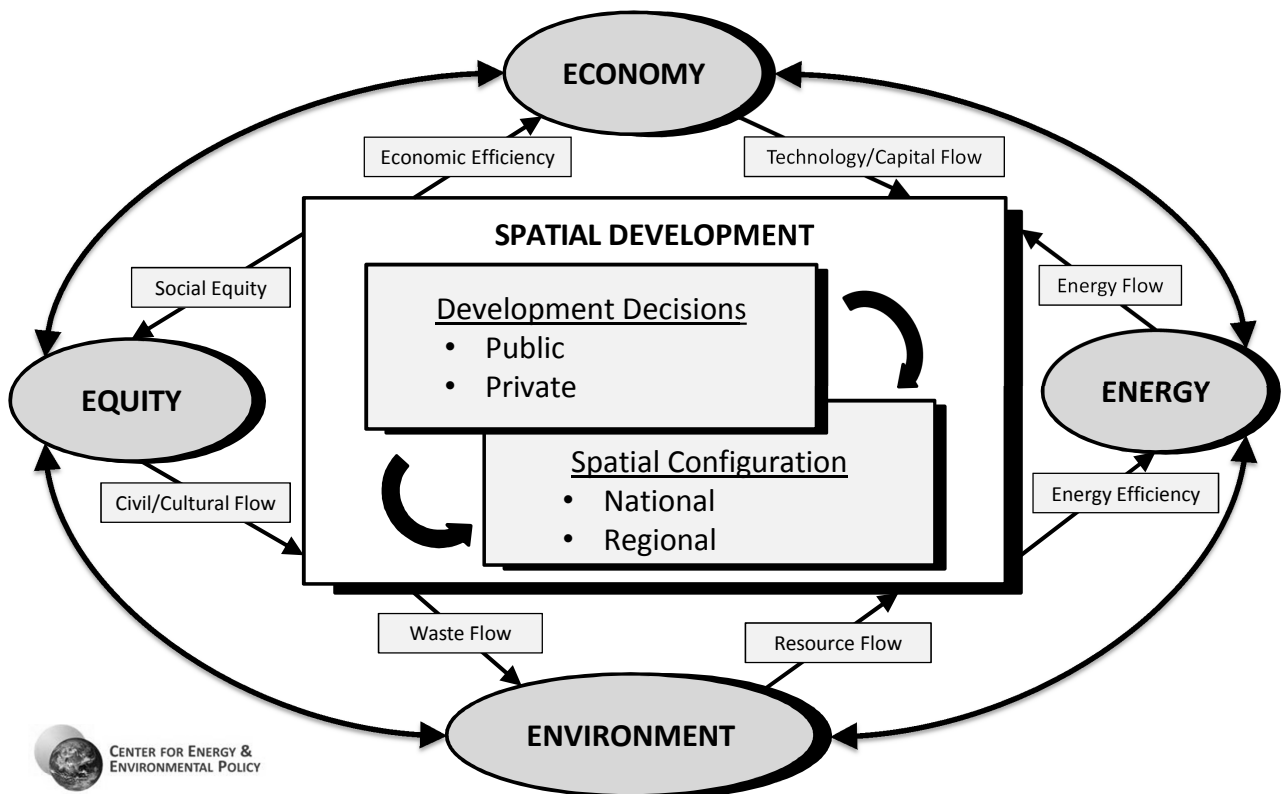 ECONOMY
Economic Efficiency
Technology/Capital Flow
SPATIAL DEVELOPMENT
Social Equity
Energy Flow
Development Decisions
• Public
• Private
EQUITY
ENERGY
Spatial Configuration
• National
• Regional
Civil/Cultural Flow
Energy Efficiency
Waste Flow
Resource Flow
ENVIRONMENT
CENTER FOR ENERGY &
ENVIRONMENTAL POLICY